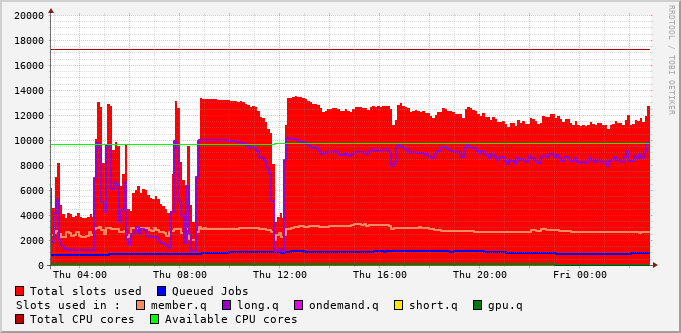 20000
18000
16000
14000
12000
10000
8000
6000
4000
2000
0
Thu 04:00 Thu 08:00 Thu 12:00 Thu 16:00 Thu 20:00 Fri 00:00
Total slots used Queued Jobs
Slots used in : member.q long.q ondemand.q short.q gpu.q
Total CPU cores Available CPU cores
RRDTOOL / TOBI OETIKER